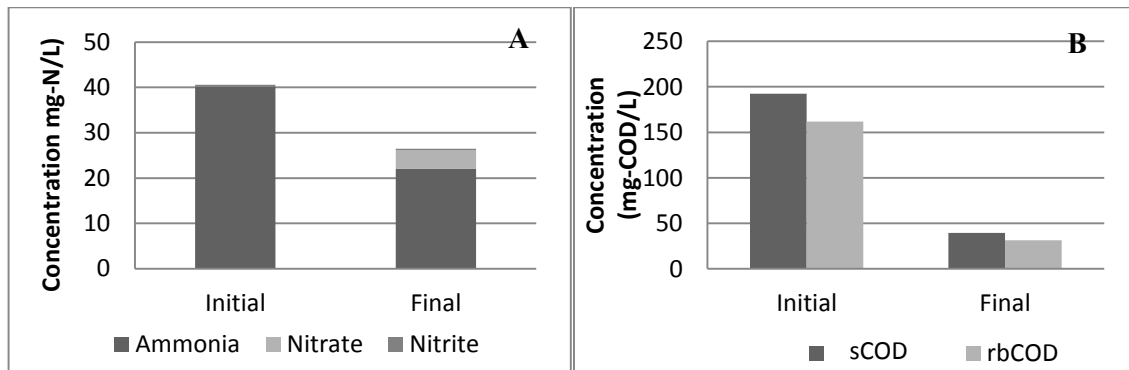 A
Concentration mg-N/L)
50
40
30
20
10
0
Initial Final
Ammonia Nitrate Nitrite
B
Concentration
(mg-COD/L)
250
200
150
100
50
0
Initial Final
sCOD rbCOD